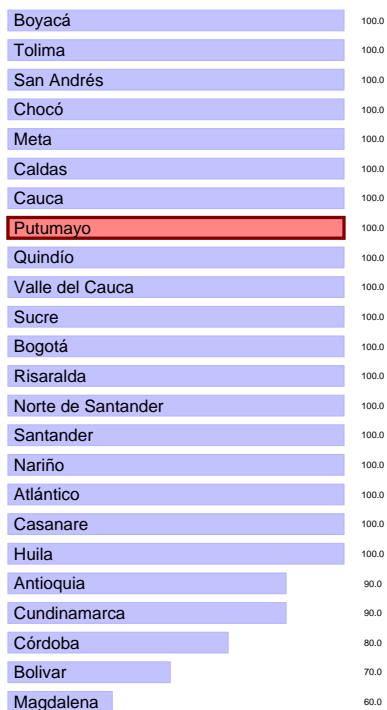 Boyacá 100.0
Tolima 100.0
San Andrés 100.0
Chocó 100.0
Meta 100.0
Caldas 100.0
Cauca 100.0
Putumayo 100.0
Quindío 100.0
Valle del Cauca 100.0
Sucre 100.0
Bogotá 100.0
Risaralda 100.0
Norte de Santander 100.0
Santander 100.0
Nariño 100.0
Atlántico 100.0
Casanare 100.0
Huila 100.0
Antioquia 90.0
Cundinamarca 90.0
Córdoba 80.0
Bolivar 70.0
Magdalena 60.0